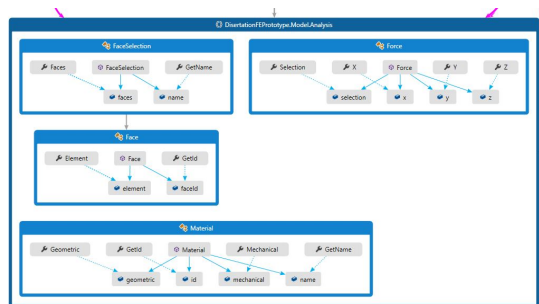 DisertationFEPrototype.Model.Analysis
FaceSelection
Faces FaceSelection GetName
faces name
Force
Selection X Force Y Z
selection x y z
Face
Element Face GetId
element faceId
Material
Geometric GetId Material Mechanical GetName
geometric id mechanical name